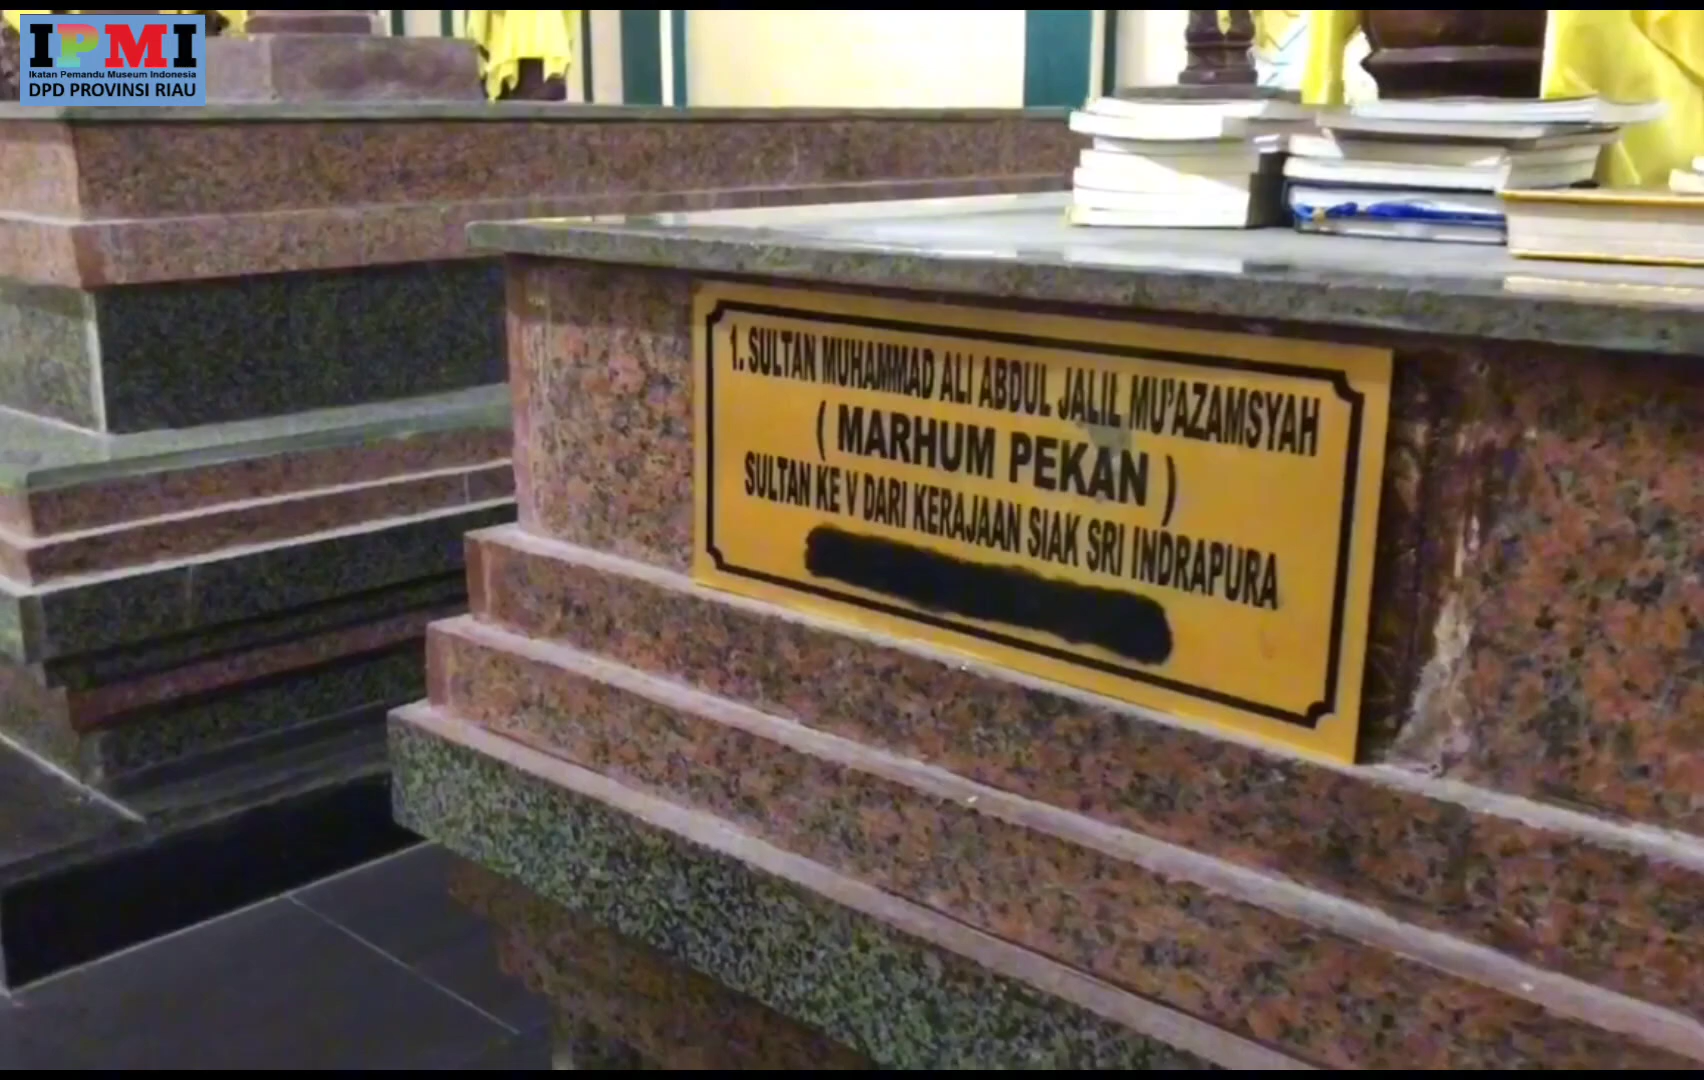 IPMI
Ikatan Pemandu Museum Indonesia
DPD PROVINSI RIAU
1. SULTAN MUHAMMAD ALI ABDUL JALIL MU'AZAMSYAH
( MARHUM PEKAN )
SULTAN KE V DARI KERAJAAN SIAK SRI INDRAPURA